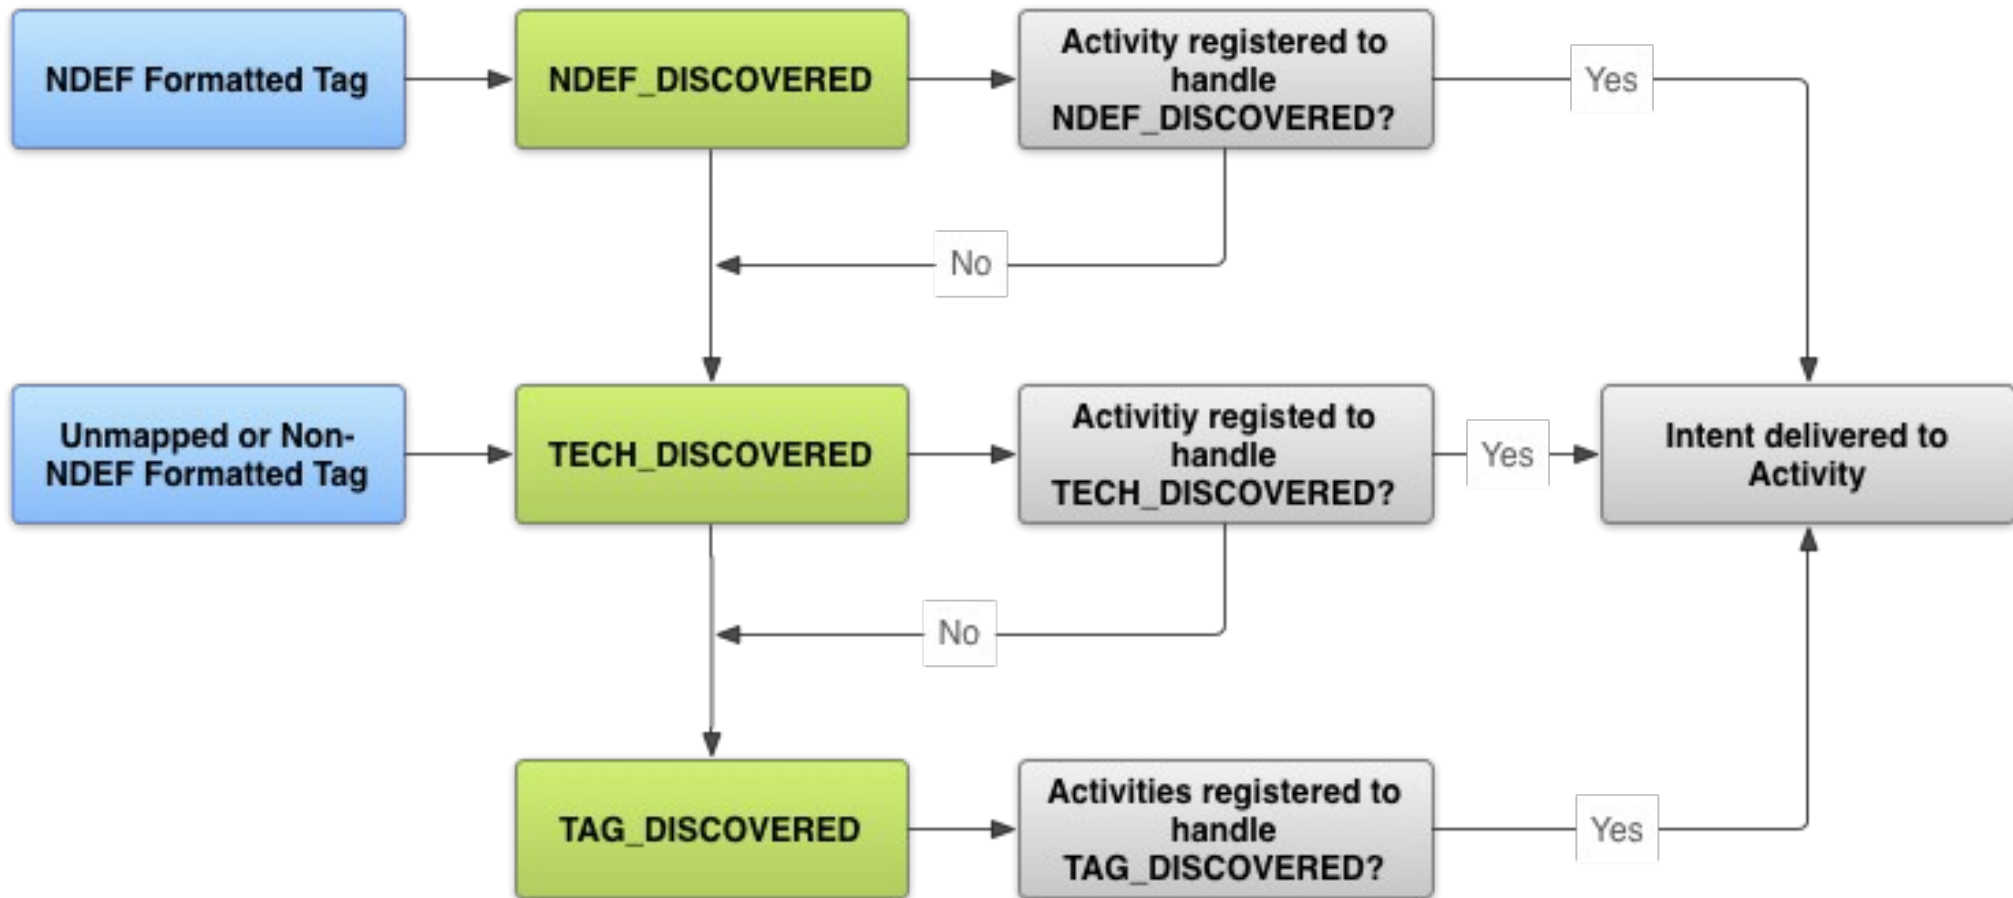 NDEF Formatted Tag
NDEF_DISCOVERED
Activity registered to
handle
NDEF_DISCOVERED?
Yes
No
Unmapped or Non-
NDEF Formatted Tag
TECH_DISCOVERED
Activitiy registed to
handle
TECH_DISCOVERED?
Yes
Intent delivered to
Activity
No
TAG_DISCOVERED
Activities registered to
handle
TAG_DISCOVERED?
Yes